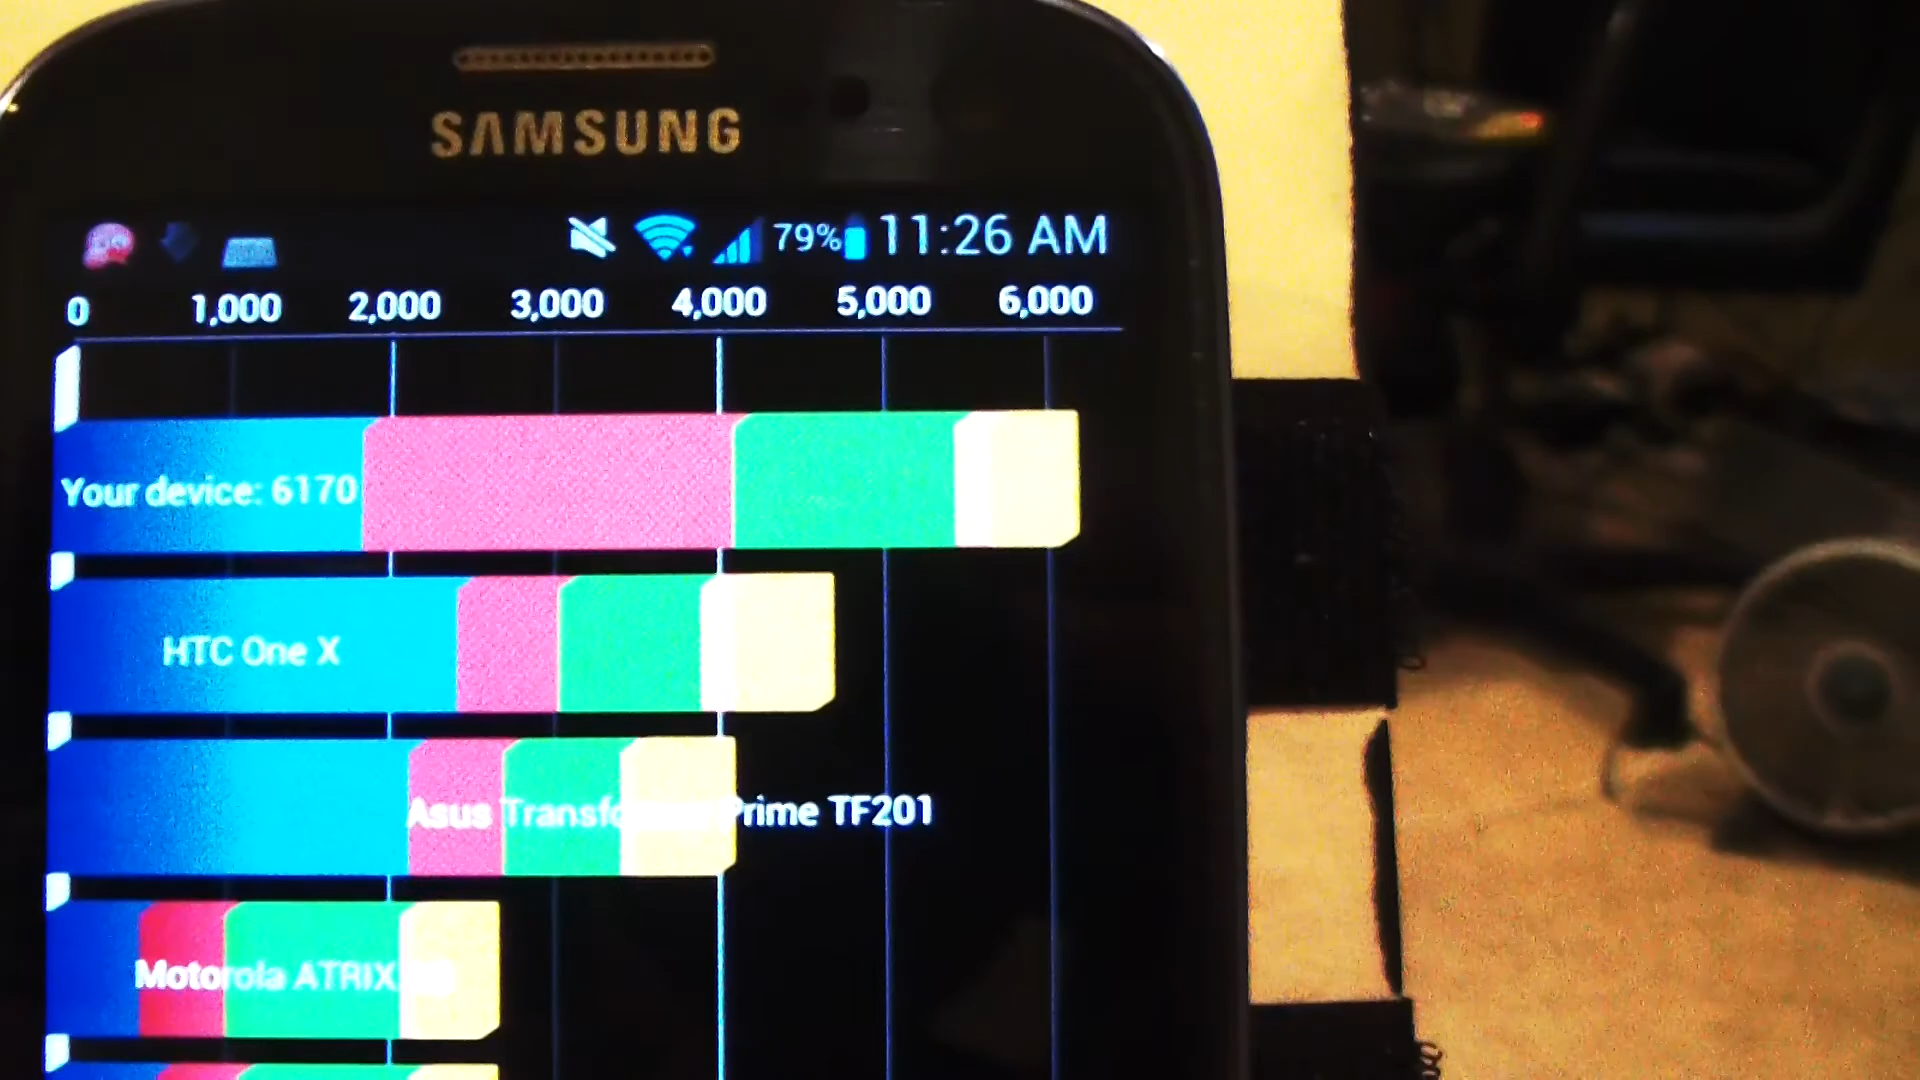 SAMSUNG
79% 11:26 AM
0 1,000 2,000 3,000 4,000 5,000 6,000
Your device: 6170
HTC One X
Asus Transformer Prime TF201
Motorola ATRIX